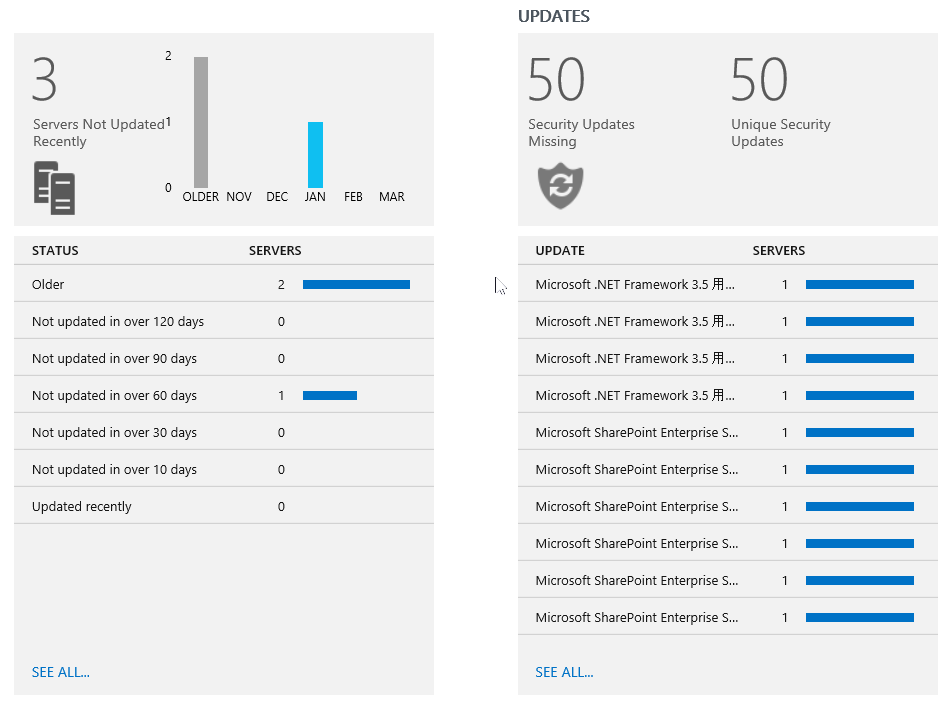 UPDATES
3
Servers Not Updated
Recently
2
1
0
OLDER NOV DEC JAN FEB MAR
50
Security Updates
Missing
50
Unique Security
Updates
STATUS SERVERS
Older 2
Not updated in over 120 days 0
Not updated in over 90 days 0
Not updated in over 60 days 1
Not updated in over 30 days 0
Not updated in over 10 days 0
Updated recently 0
SEE ALL...
UPDATE SERVERS
Microsoft .NET Framework 3.5 用... 1
Microsoft .NET Framework 3.5 用... 1
Microsoft .NET Framework 3.5 用... 1
Microsoft .NET Framework 3.5 用... 1
Microsoft SharePoint Enterprise S... 1
Microsoft SharePoint Enterprise S... 1
Microsoft SharePoint Enterprise S... 1
Microsoft SharePoint Enterprise S... 1
Microsoft SharePoint Enterprise S... 1
Microsoft SharePoint Enterprise S... 1
SEE ALL...